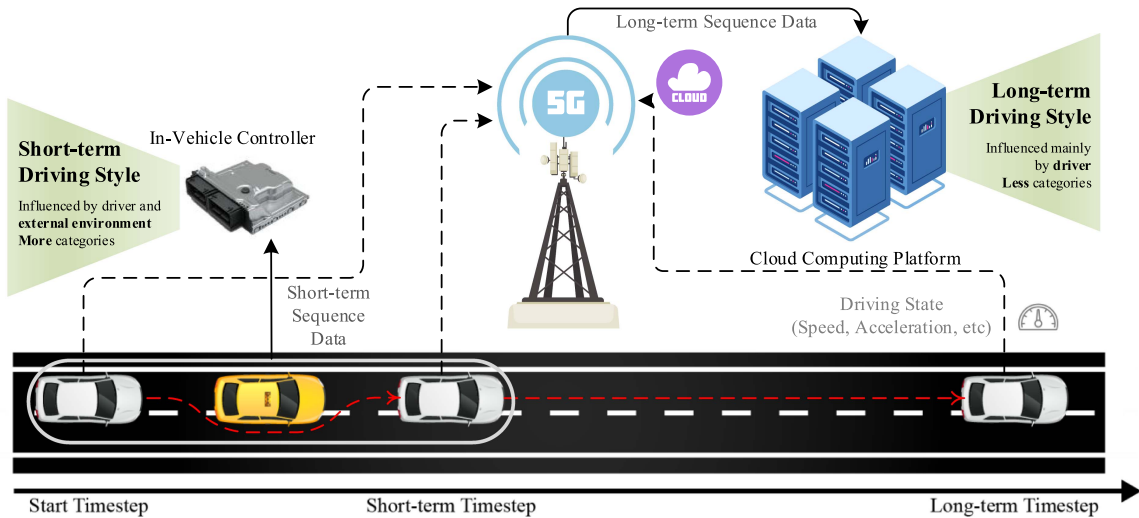 Long-term Sequence Data
5G
CLOUD
Long-term
Driving Style
Influenced mainly
by driver
Less categories
In-Vehicle Controller
Short-term
Driving Style
Influenced by driver and
external environment
More categories
Cloud Computing Platform
Short-term
Sequence
Data
Driving State
(Speed, Acceleration, etc)
Start Timestep
Short-term Timestep
Long-term Timestep